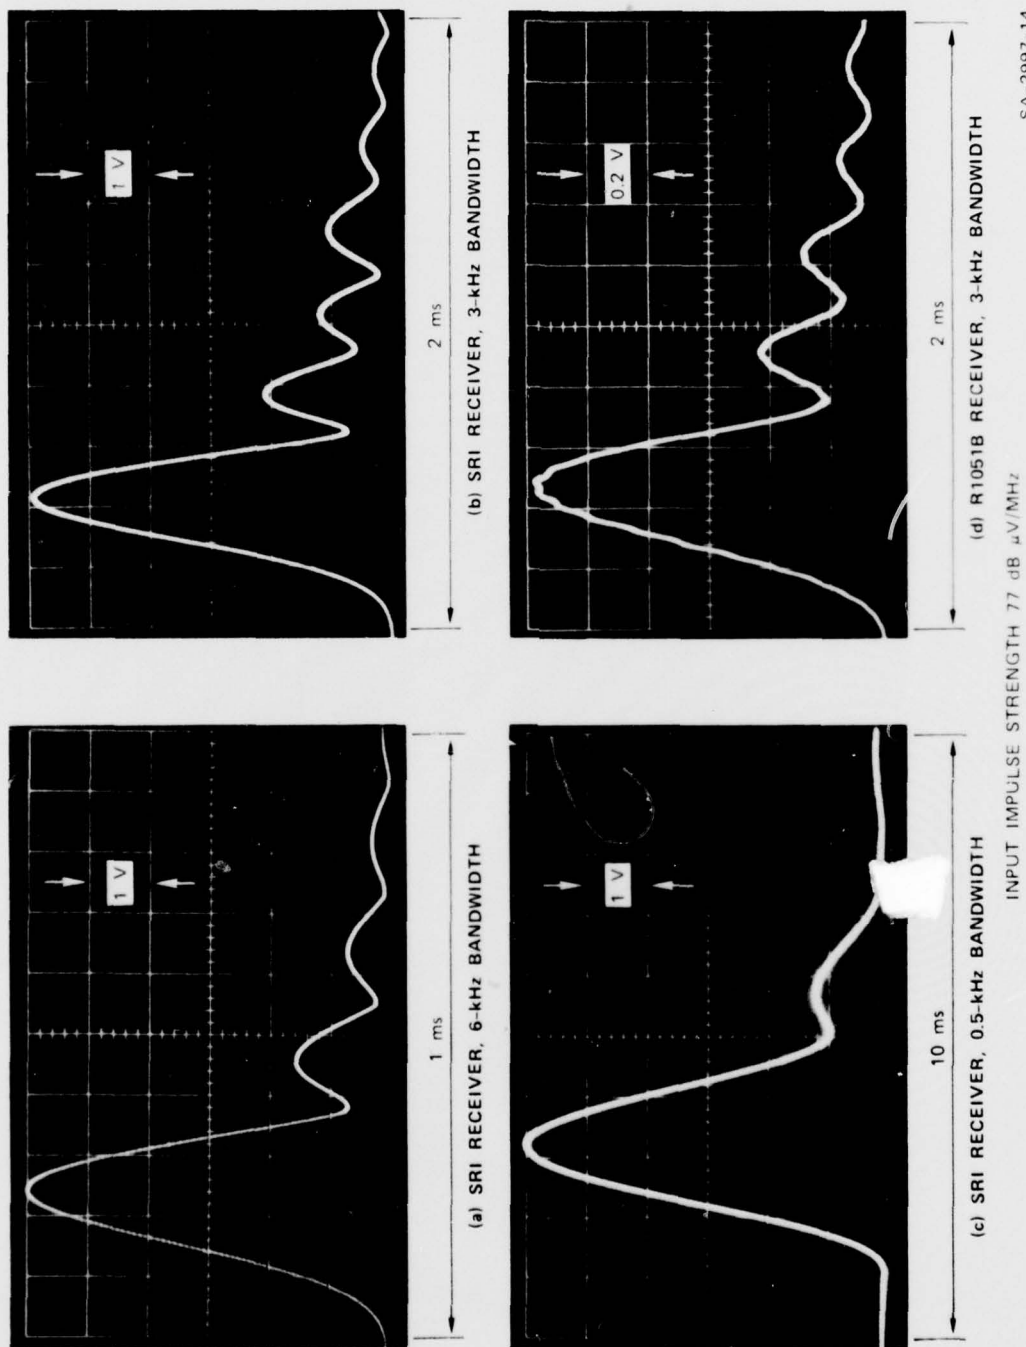 1 V
1 ms
(a) SRI RECEIVER, 6-kHz BANDWIDTH
1 V
2 ms
(b) SRI RECEIVER, 3-kHz BANDWIDTH
1 V
10 ms
(c) SRI RECEIVER, 0.5-kHz BANDWIDTH
0.2 V
2 ms
(d) R1051B RECEIVER, 3-kHz BANDWIDTH
INPUT IMPULSE STRENGTH 77 dB µV/MHz